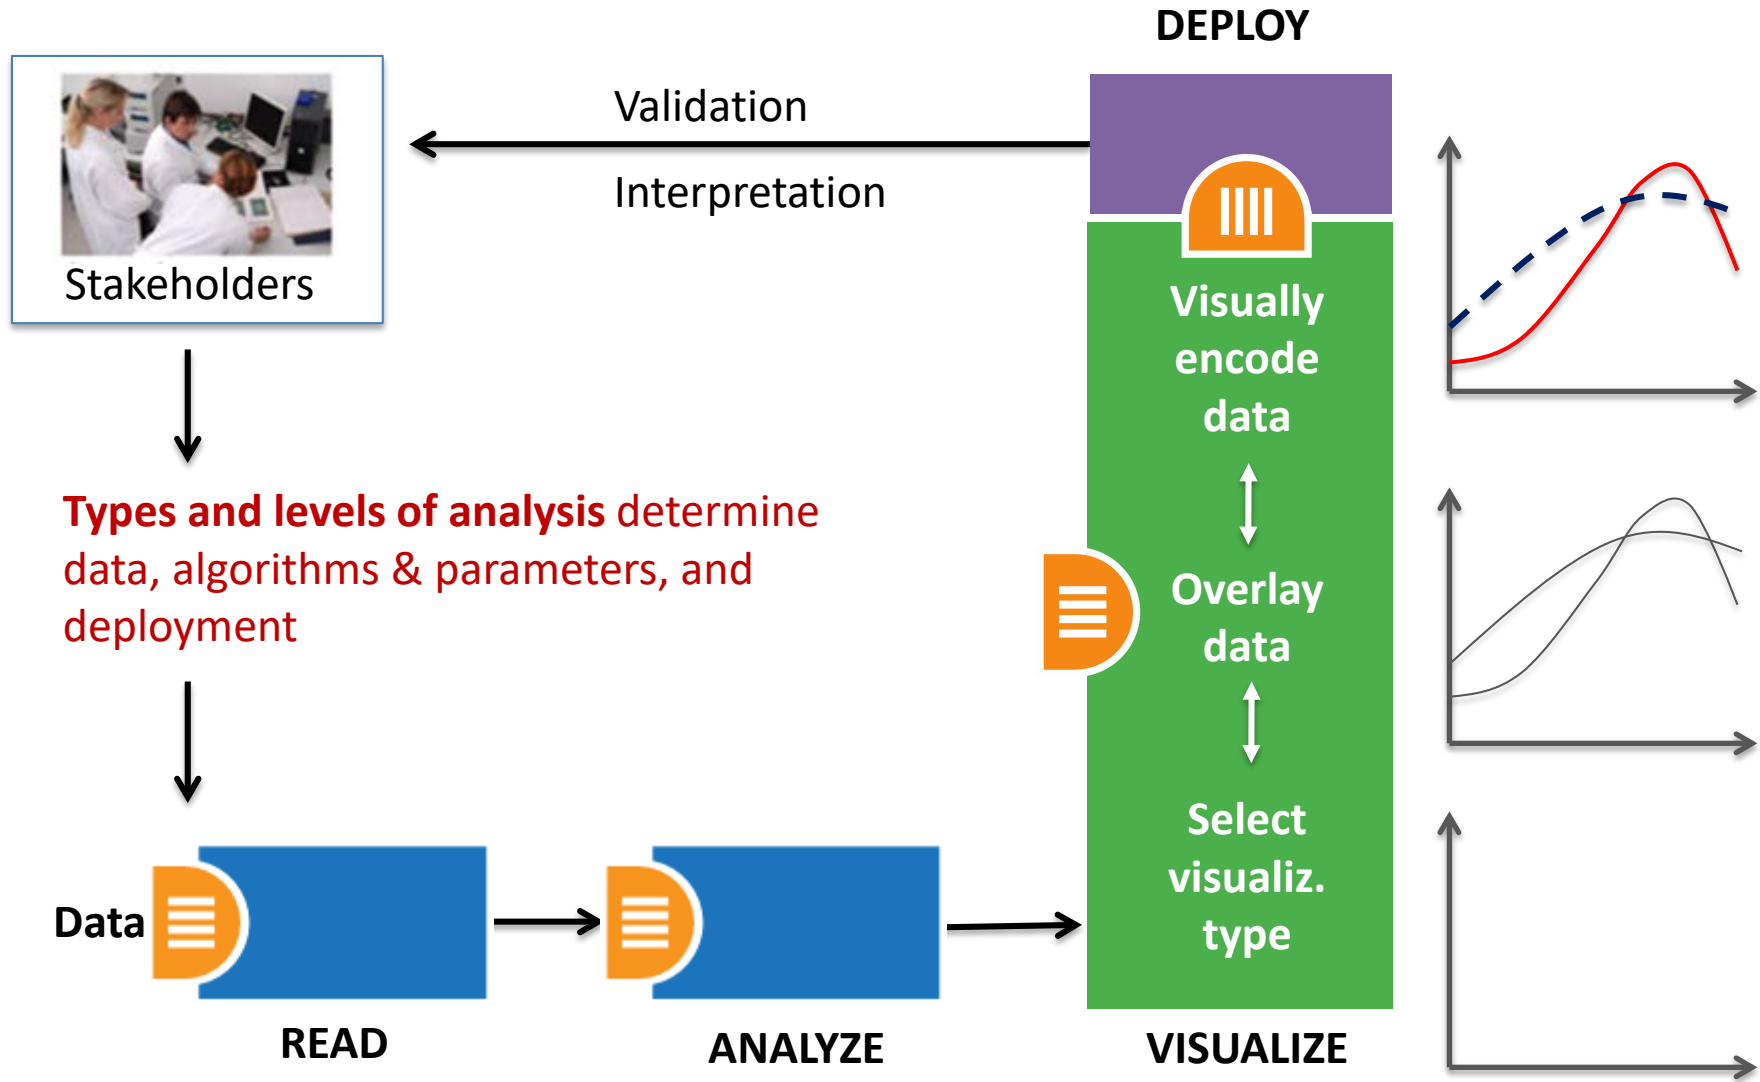 DEPLOY
Validation
Interpretation
Stakeholders
Visually
encode
data
Types and levels of analysis determine
data, algorithms & parameters, and
deployment
Overlay
data
Select
visualiz.
type
Data
READ
ANALYZE
VISUALIZE